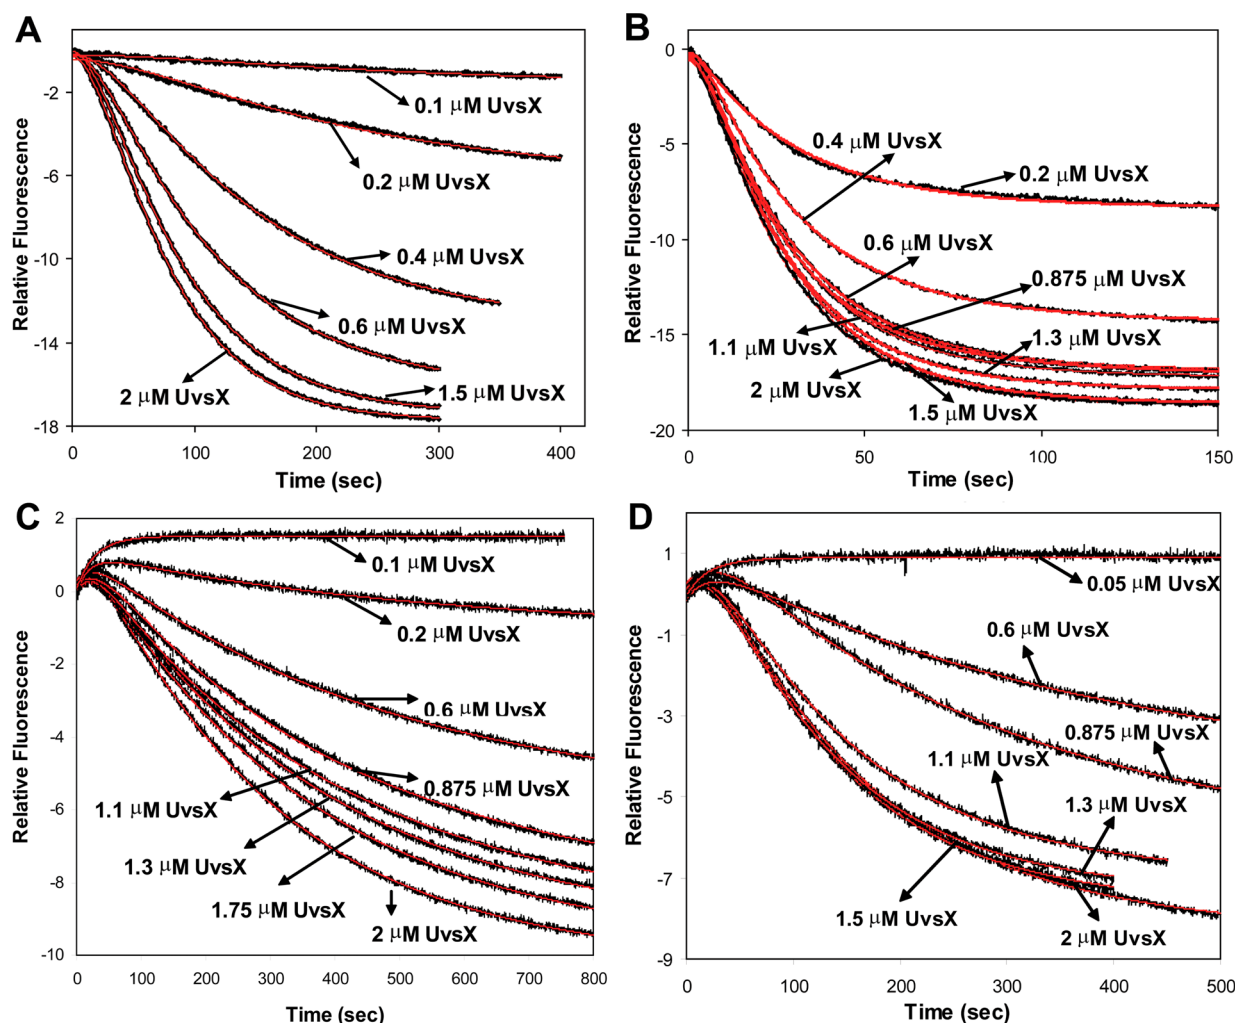 A
-2
-6
-10
-14
-18
0
100
200
300
400
Relative Fluorescence
Time (sec)
0.1 μM UvsX
0.2 μM UvsX
0.4 μM UvsX
0.6 μM UvsX
1.5 μM UvsX
2 μM UvsX
B
0
-5
-10
-15
-20
0
50
100
150
Relative Fluorescence
Time (sec)
0.4 μM UvsX
0.2 μM UvsX
0.6 μM UvsX
0.875 μM UvsX
1.1 μM UvsX
1.3 μM UvsX
2 μM UvsX
1.5 μM UvsX
C
2
0
-2
-4
-6
-8
-10
0
100
200
300
400
500
600
700
800
Relative Fluorescence
Time (sec)
0.1 μM UvsX
0.2 μM UvsX
0.6 μM UvsX
0.875 μM UvsX
1.1 μM UvsX
1.3 μM UvsX
1.75 μM UvsX
2 μM UvsX
D
1
-1
-3
-5
-7
-9
0
100
200
300
400
500
Relative Fluorescence
Time (sec)
0.05 μM UvsX
0.6 μM UvsX
0.875 μM UvsX
1.1 μM UvsX
1.3 μM UvsX
1.5 μM UvsX
2 μM UvsX